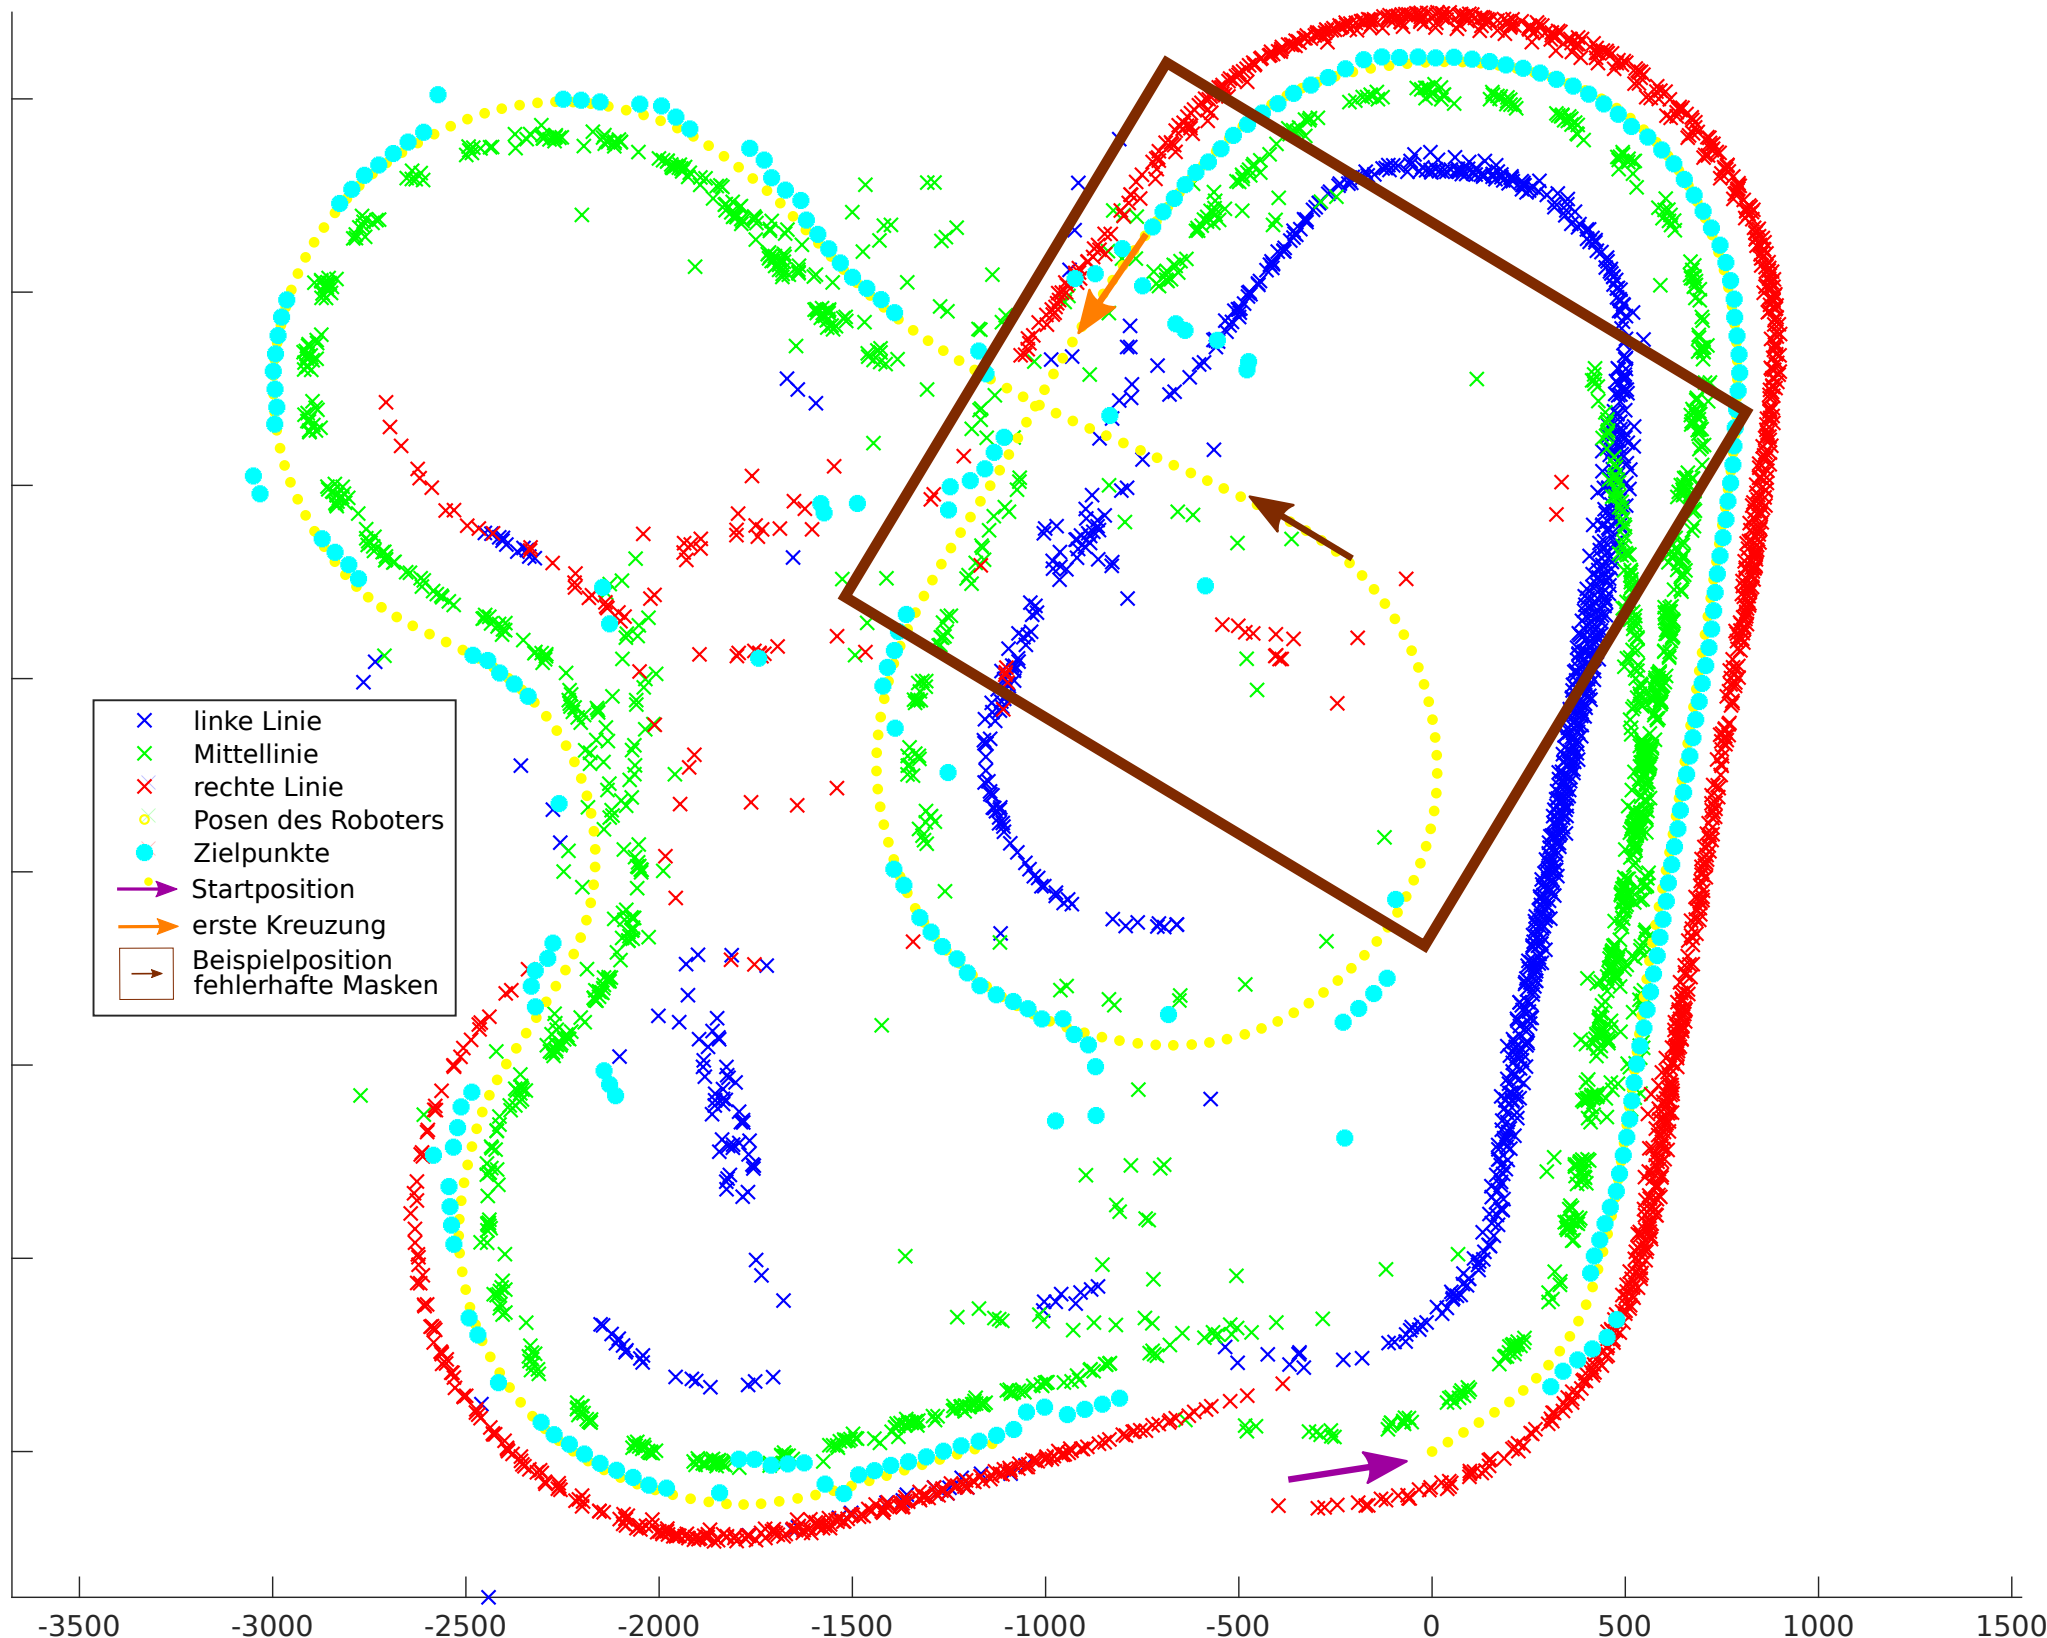 linke Linie
Mittellinie
rechte Linie
Posen des Roboters
Zielpunkte
Startposition
erste Kreuzung
Beispielposition
fehlerhafte Masken
-3500 -3000 -2500 -2000 -1500 -1000 -500 0 500 1000 1500